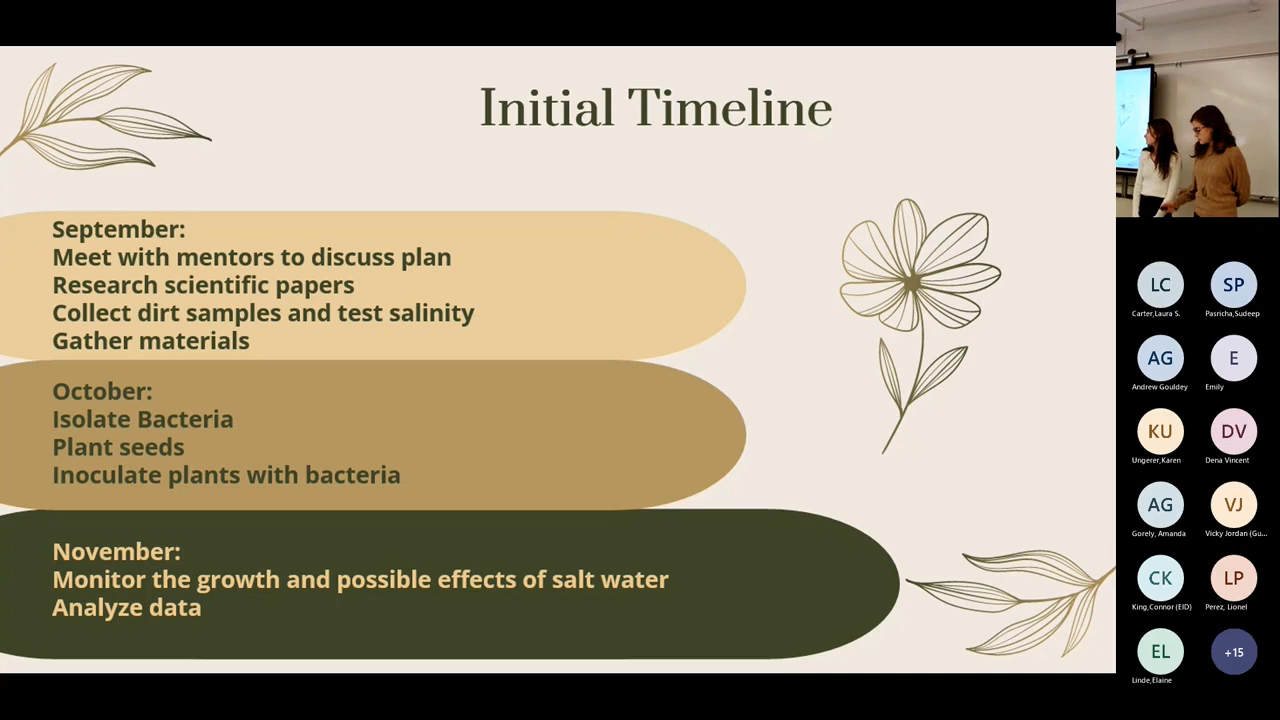 Initial Timeline
September:
Meet with mentors to discuss plan
Research scientific papers
Collect dirt samples and test salinity
Gather materials
October:
Isolate Bacteria
Plant seeds
Inoculate plants with bacteria
November:
Monitor the growth and possible effects of salt water
Analyze data
LC
SP
Carter,Laura S.
Pasricha,Sudeep
AG
E
Andrew Gouldey
Emily
KU
DV
Ungerer,Karen
Dena Vincent
AG
VJ
Gorely, Amanda
Vicky Jordan (Gu...
CK
LP
King,Connor (EID)
Perez, Lionel
EL
+15
Linde,Elaine